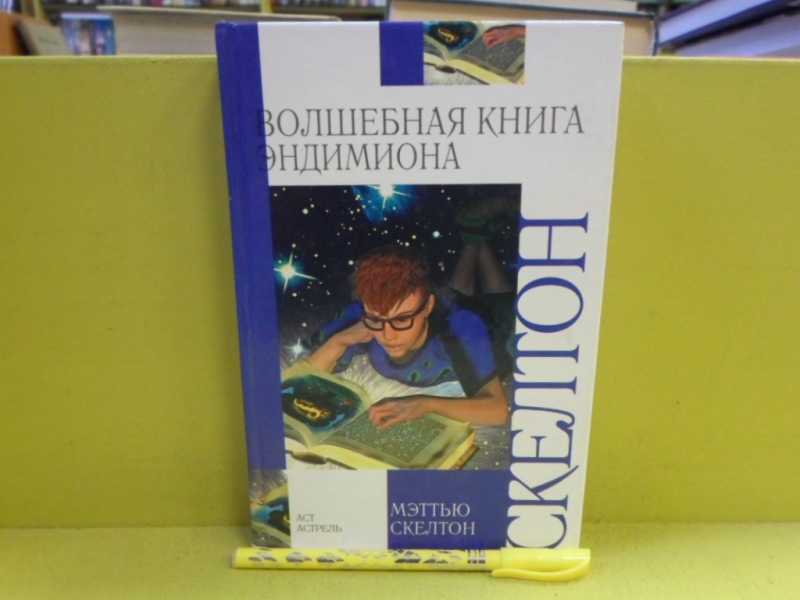 ВОЛШЕБНАЯ КНИГА
ЭНДИМИОНА
СКЕЛТОН
АСТ
АСТРЕЛЬ
МЭТТЬЮ
СКЕЛТОН